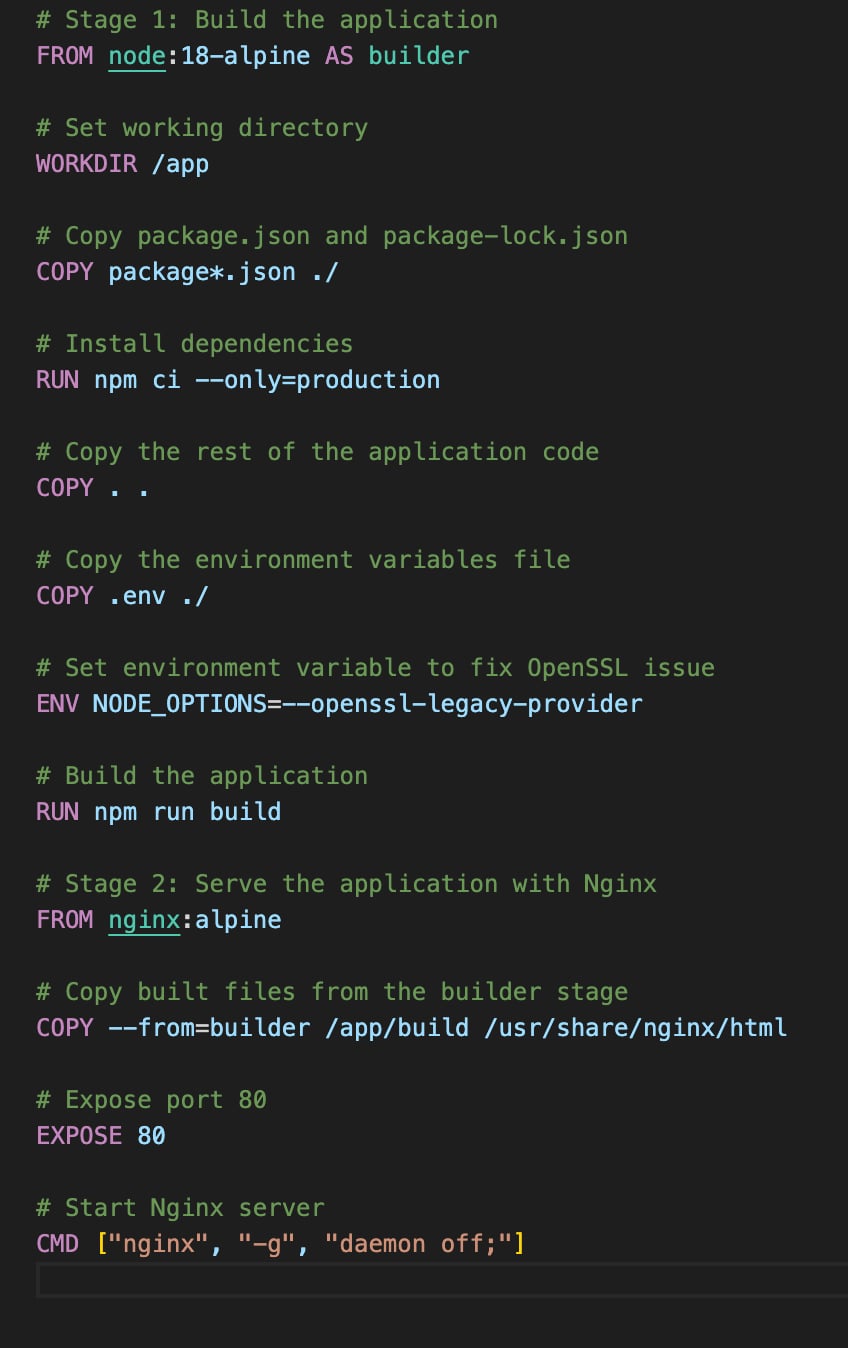 # Stage 1: Build the application
FROM node:18-alpine AS builder
# Set working directory
WORKDIR /app
# Copy package.json and package-lock.json
COPY package*.json ./
# Install dependencies
RUN npm ci --only=production
# Copy the rest of the application code
COPY . .
# Copy the environment variables file
COPY .env ./
# Set environment variable to fix OpenSSL issue
ENV NODE_OPTIONS=--openssl-legacy-provider
# Build the application
RUN npm run build
# Stage 2: Serve the application with Nginx
FROM nginx:alpine
# Copy built files from the builder stage
COPY --from=builder /app/build /usr/share/nginx/html
# Expose port 80
EXPOSE 80
# Start Nginx server
CMD ["nginx", "-g", "daemon off;"]